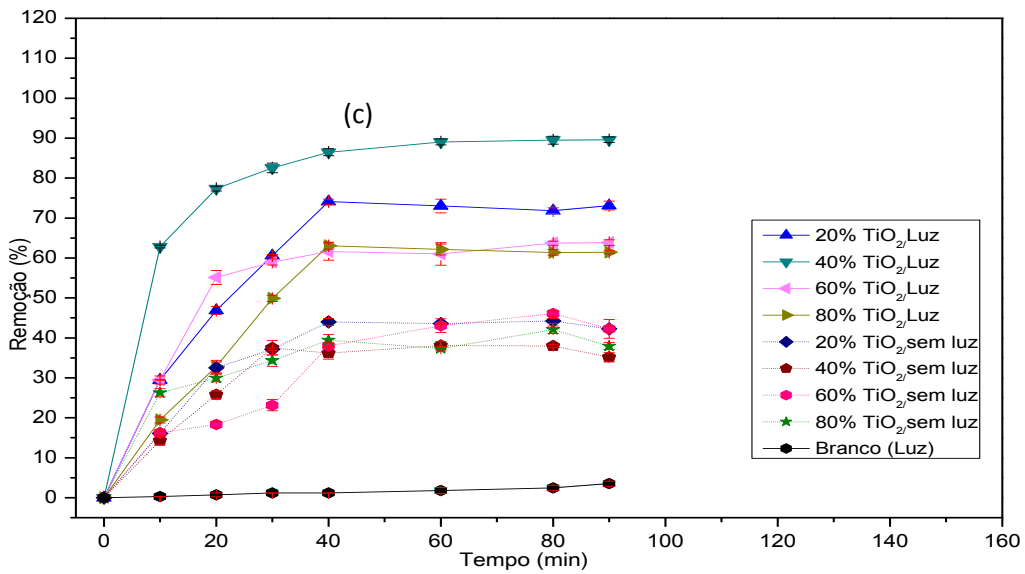 120
110
100
90
80
70
60
50
40
30
20
10
0
Remoção (%)
(c)
20% TiO2/Luz
40% TiO2/Luz
60% TiO2/Luz
80% TiO2/Luz
20% TiO2/sem luz
40% TiO2/sem luz
60% TiO2/sem luz
80% TiO2/sem luz
Branco (Luz)
0 20 40 60 80 100 120 140 160
Tempo (min)